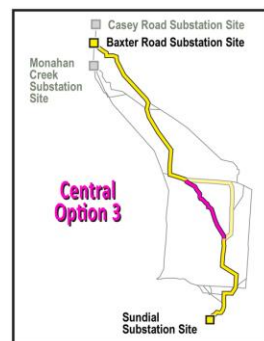 Casey Road Substation Site
Baxter Road Substation Site
Monahan
Creek
Substation
Site
Central
Option 3
Sundial
Substation Site